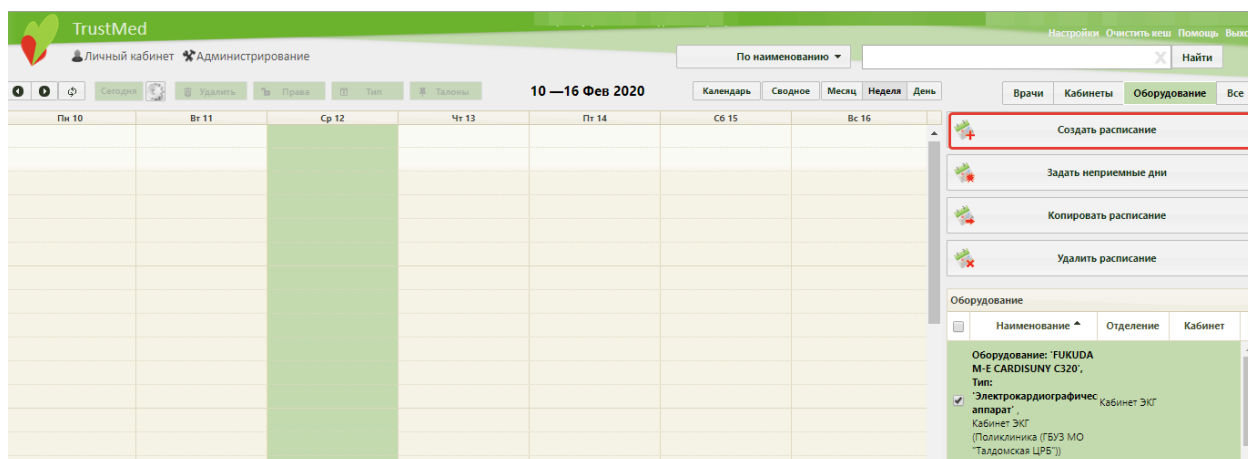 TrustMed
Настройки Очистить кеш Помощь
Личный кабинет Администрирование
По наименованию
Найти
Сегодня Удалить Права Тип Талоны
10 —16 Фев 2020
Календарь Сводное Месяц Неделя День
Врачи Кабинеты Оборудование Все
Пн 10 Вт 11 Ср 12 Чт 13 Пт 14 Сб 15 Вс 16
Создать расписание
Задать неприемные дни
Копировать расписание
Удалить расписание
Оборудование
Наименование Отделение Кабинет
Оборудование: 'FUKUDA
M-E CARDISUNY C320',
Тип:
'Электрокардиографичес
аппарат' ,
Кабинет ЭКГ
Кабинет ЭКГ
(Поликлиника (ГБУЗ МО
"Талдомская ЦРБ"))